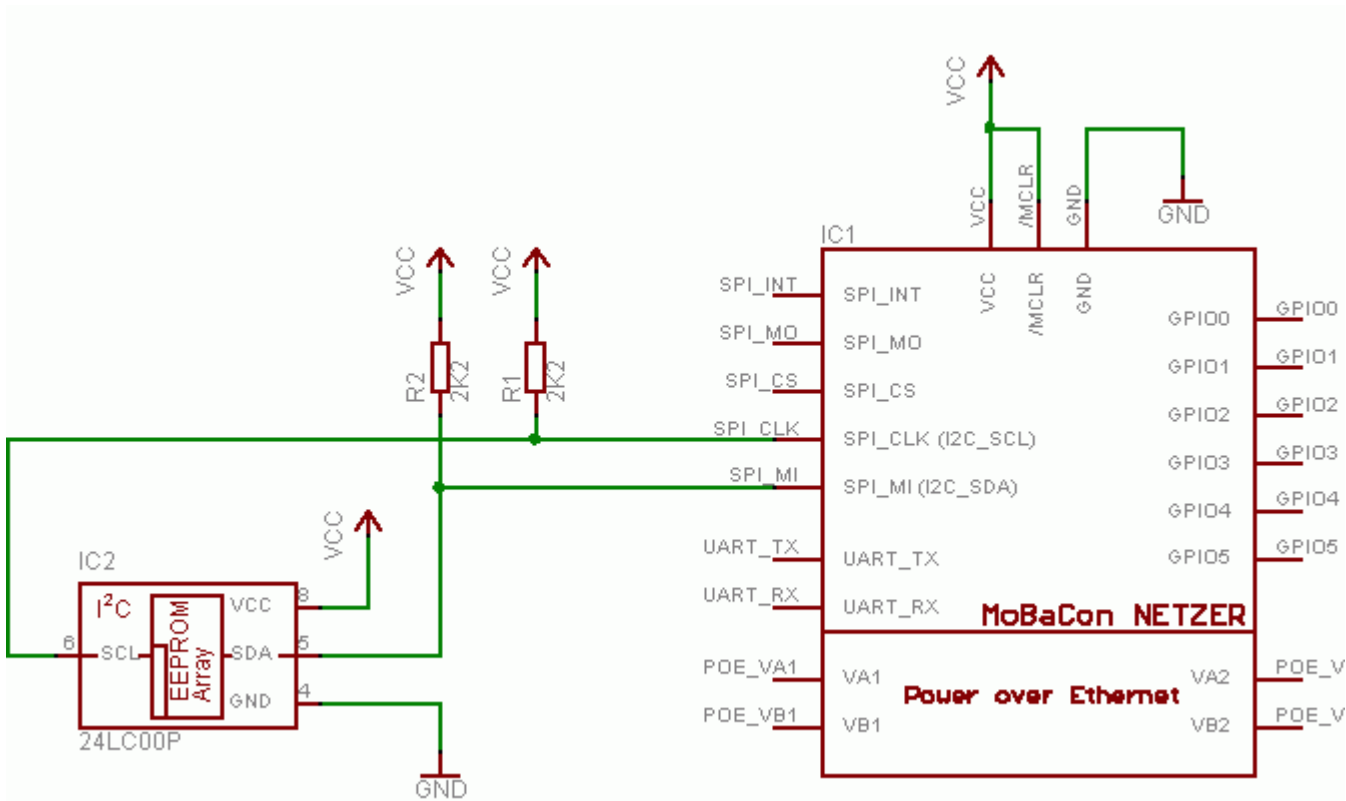 VCC
VCC
/MCLR
GND
GND
IC1
VCC
/MCLR
GND
VCC
VCC
R2
2K2
R1
2K2
SPI_INT
SPI_INT
SPI_MO
SPI_MO
SPI_CS
SPI_CS
SPI_CLK
SPI_CLK (I2C_SCL)
SPI_MI
SPI_MI (I2C_SDA)
UART_TX
UART_TX
UART_RX
UART_RX
GPIO0
GPIO0
GPIO1
GPIO1
GPIO2
GPIO2
GPIO3
GPIO3
GPIO4
GPIO4
GPIO5
GPIO5
MoBaCon NETZER
POE_VA1
VA1
POE_VB1
VB1
Power over Ethernet
VA2
POE_V
VB2
POE_V
VCC
IC2
I²C
VCC
8
6
SCL
EEPROM
Array
SDA
5
GND
4
24LC00P
GND